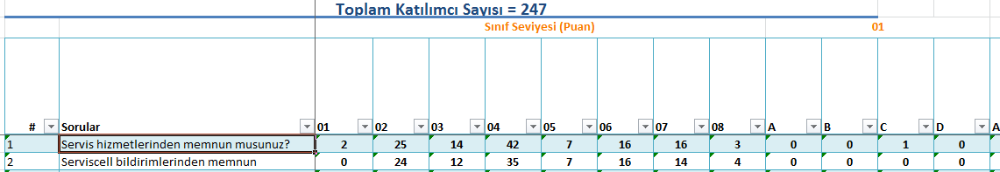 Toplam Katılımcı Sayısı = 247
Sınıf Seviyesi (Puan) 01
# Sorular 01 02 03 04 05 06 07 08 A B C D A
1 Servis hizmetlerinden memnun musunuz? 2 25 14 42 7 16 16 3 0 0 1 0
2 Serviscell bildirimlerinden memnun 0 24 12 35 7 16 14 4 0 0 0 0